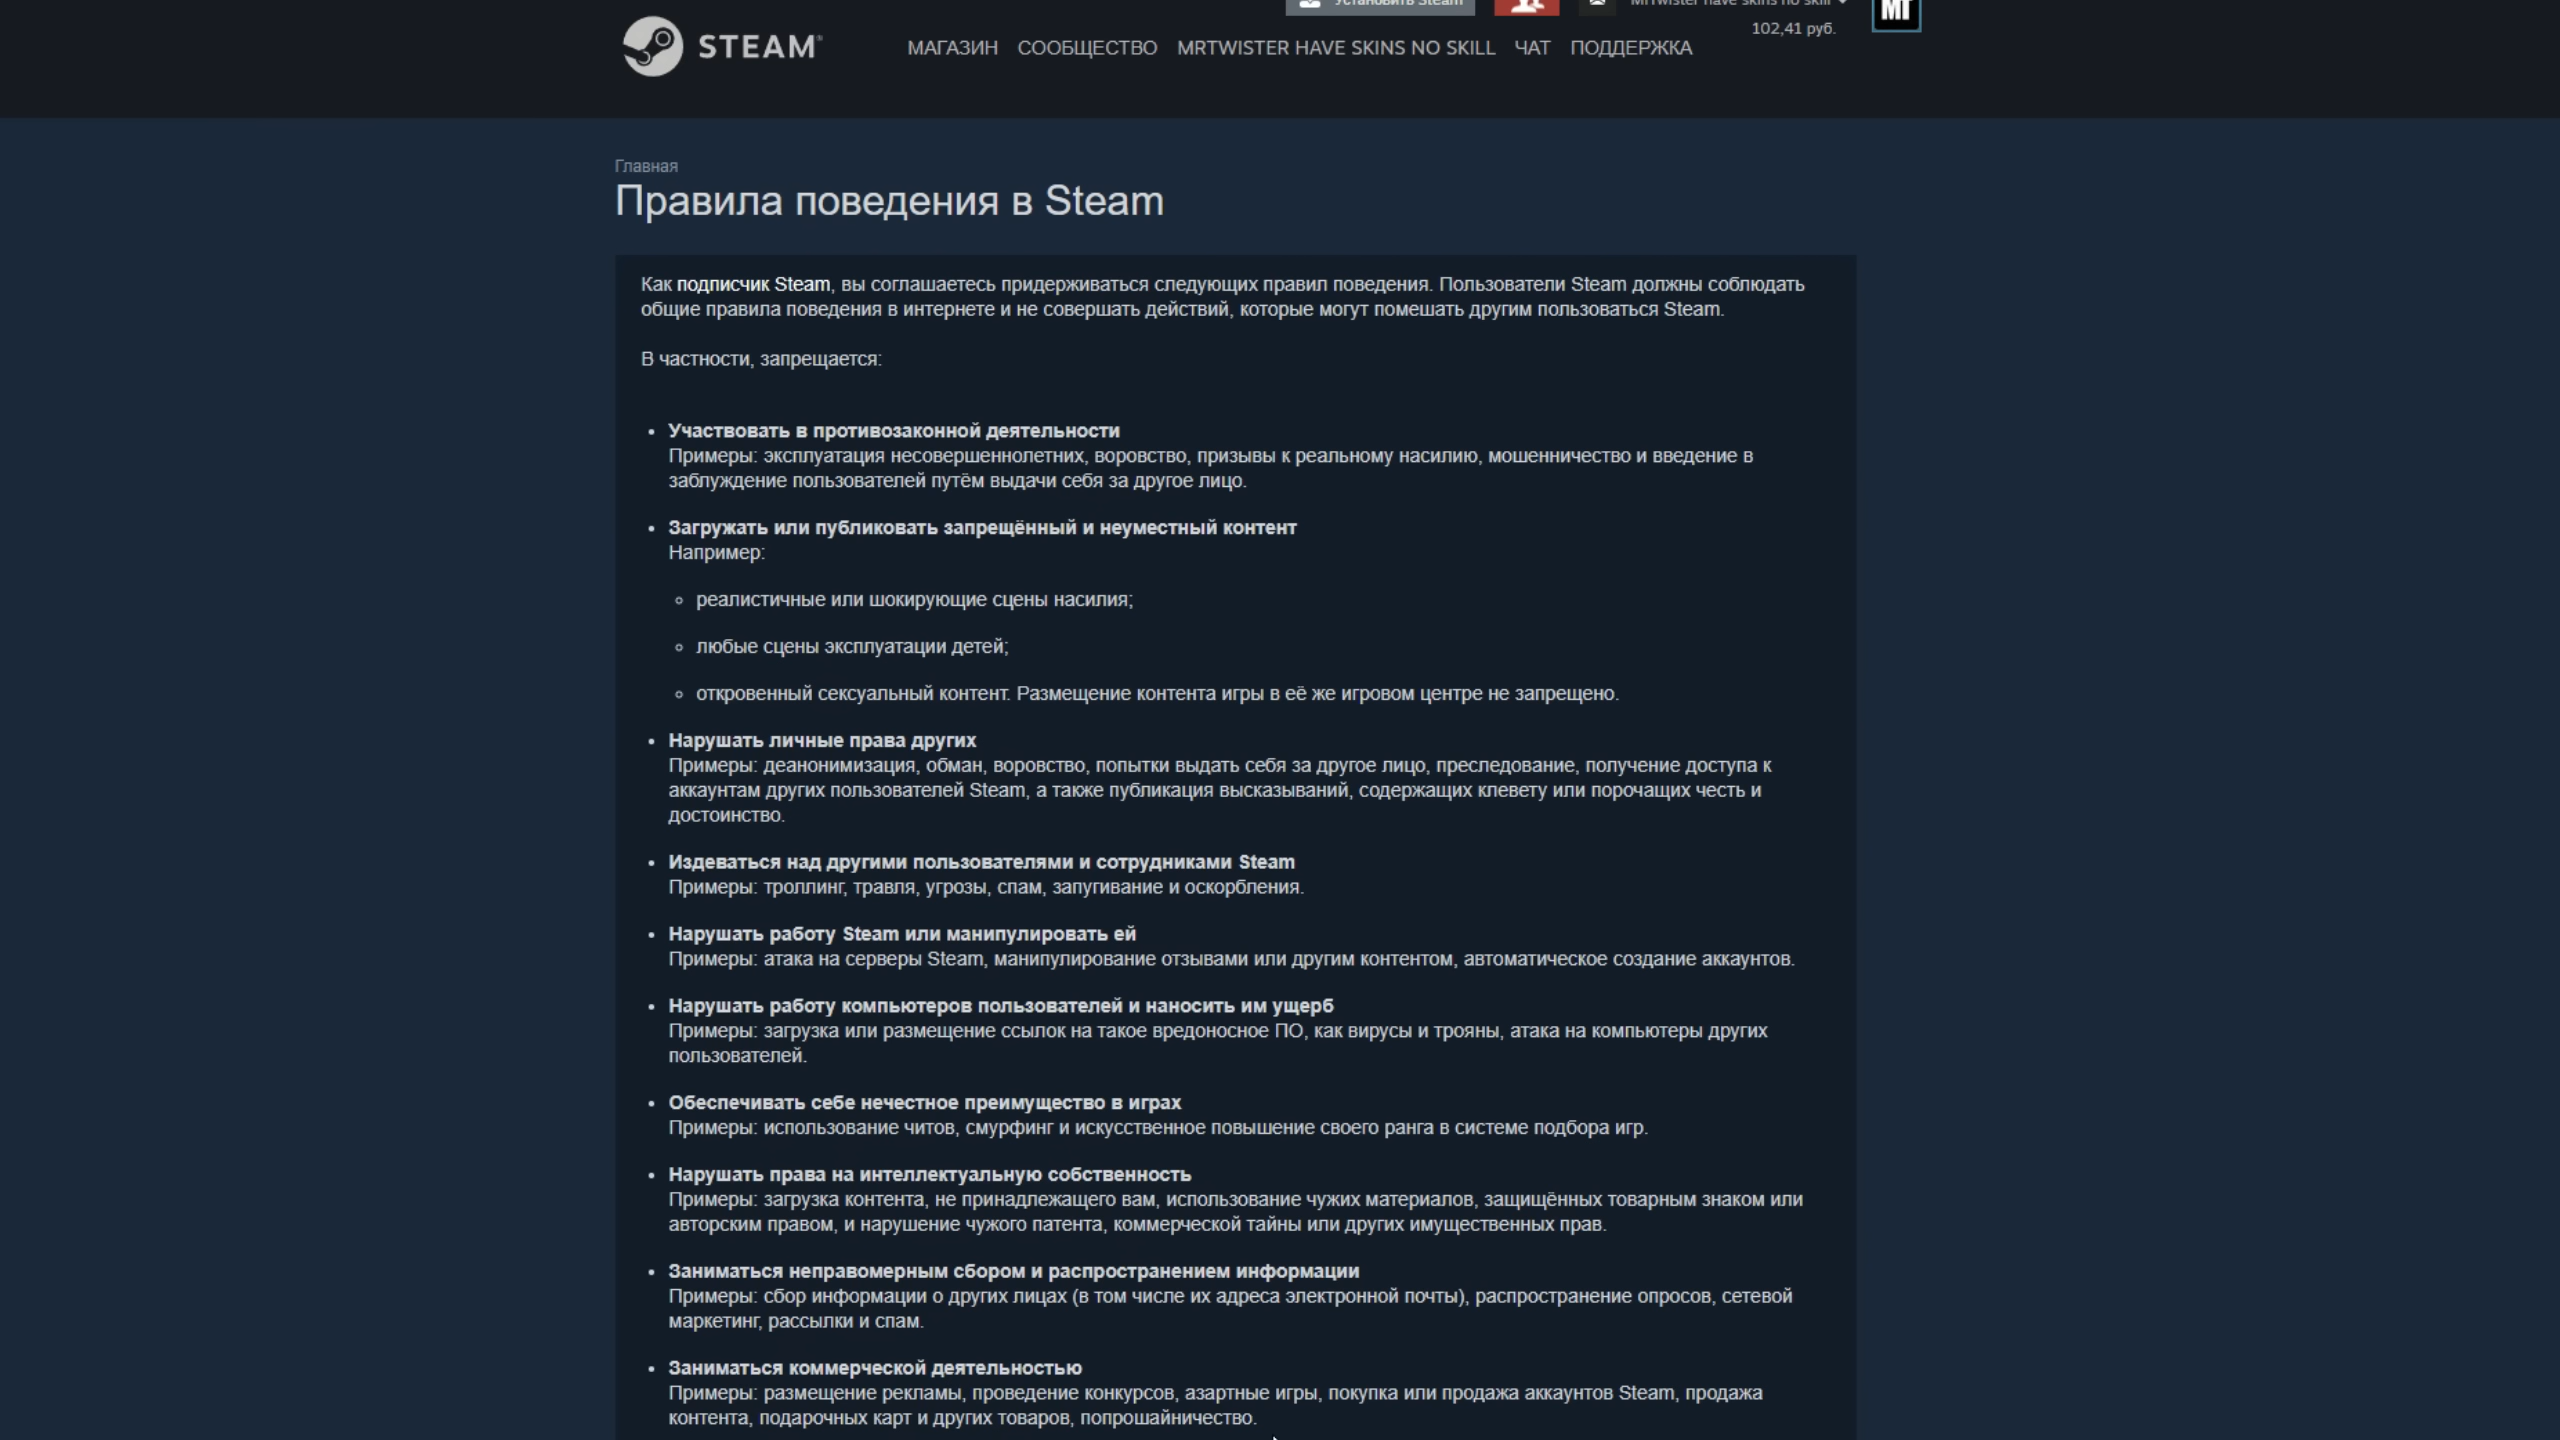 Установить Steam
MrTwister have skins no skill
102,41 руб.
МГ
STEAM®
МАГАЗИН СООБЩЕСТВО MRTWISTER HAVE SKINS NO SKILL ЧАТ ПОДДЕРЖКА
Главная
Правила поведения в Steam
Как подписчик Steam, вы соглашаетесь придерживаться следующих правил поведения. Пользователи Steam должны соблюдать
общие правила поведения в интернете и не совершать действий, которые могут помешать другим пользоваться Steam.
В частности, запрещается:
• Участвовать в противозаконной деятельности
Примеры: эксплуатация несовершеннолетних, воровство, призывы к реальному насилию, мошенничество и введение в
заблуждение пользователей путём выдачи себя за другое лицо.
• Загружать или публиковать запрещённый и неуместный контент
Например:
◦ реалистичные или шокирующие сцены насилия;
◦ любые сцены эксплуатации детей;
◦ откровенный сексуальный контент. Размещение контента игры в её же игровом центре не запрещено.
• Нарушать личные права других
Примеры: деанонимизация, обман, воровство, попытки выдать себя за другое лицо, преследование, получение доступа к
аккаунтам других пользователей Steam, а также публикация высказываний, содержащих клевету или порочащих честь и
достоинство.
• Издеваться над другими пользователями и сотрудниками Steam
Примеры: троллинг, травля, угрозы, спам, запугивание и оскорбления.
• Нарушать работу Steam или манипулировать ей
Примеры: атака на серверы Steam, манипулирование отзывами или другим контентом, автоматическое создание аккаунтов.
• Нарушать работу компьютеров пользователей и наносить им ущерб
Примеры: загрузка или размещение ссылок на такое вредоносное ПО, как вирусы и трояны, атака на компьютеры других
пользователей.
• Обеспечивать себе нечестное преимущество в играх
Примеры: использование читов, смурфинг и искусственное повышение своего ранга в системе подбора игр.
• Нарушать права на интеллектуальную собственность
Примеры: загрузка контента, не принадлежащего вам, использование чужих материалов, защищённых товарным знаком или
авторским правом, и нарушение чужого патента, коммерческой тайны или других имущественных прав.
• Заниматься неправомерным сбором и распространением информации
Примеры: сбор информации о других лицах (в том числе их адреса электронной почты), распространение опросов, сетевой
маркетинг, рассылки и спам.
• Заниматься коммерческой деятельностью
Примеры: размещение рекламы, проведение конкурсов, азартные игры, покупка или продажа аккаунтов Steam, продажа
контента, подарочных карт и других товаров, попрошайничество.